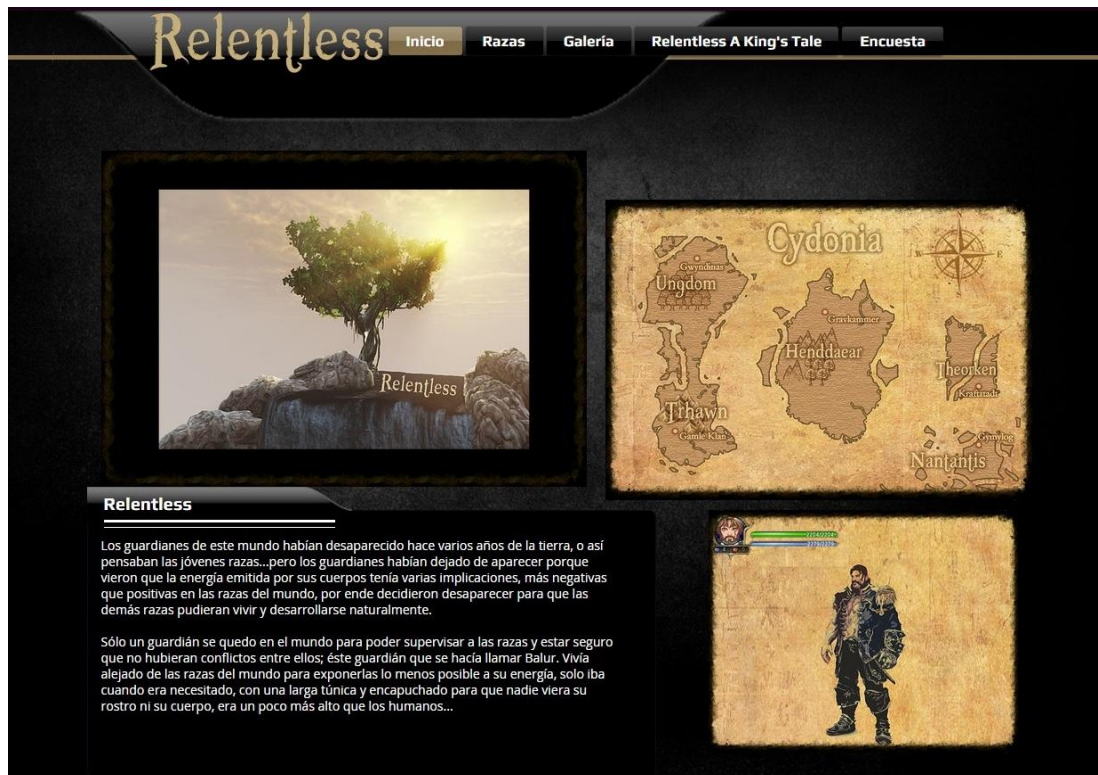 Relentless
Inicio
Razas
Galería
Relentless A King's Tale
Encuesta
Relentless
Cydonia
Gwyndinas
Ungdom
Gravkammer
Henddaear
Theorken
Kraftstadt
Trhawn
Gamle Klan
Gymylog
Nantantis
Relentless
Los guardianes de este mundo habían desaparecido hace varios años de la tierra, o así
pensaban las jóvenes razas...pero los guardianes habían dejado de aparecer porque
vieron que la energía emitida por sus cuerpos tenía varias implicaciones, más negativas
que positivas en las razas del mundo, por ende decidieron desaparecer para que las
demás razas pudieran vivir y desarrollarse naturalmente.
Sólo un guardián se quedo en el mundo para poder supervisar a las razas y estar seguro
que no hubieran conflictos entre ellos; éste guardián que se hacía llamar Balur. Vivía
alejado de las razas del mundo para exponerlas lo menos posible a su energía, solo iba
cuando era necesitado, con una larga túnica y encapuchado para que nadie viera su
rostro ni su cuerpo, era un poco más alto que los humanos...